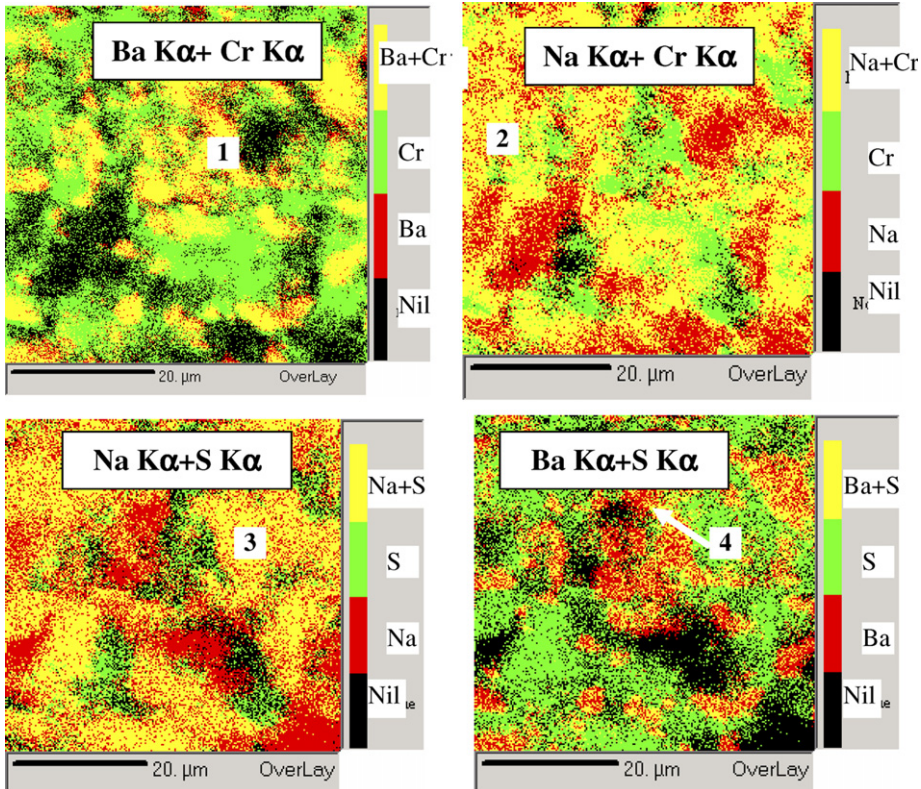 Ba Kα+ Cr Kα
1
Ba+Cr
Cr
Ba
Nil
20. μm OverLay
Na Kα+ Cr Kα
2
Na+Cr
Cr
Na
Nil
20. μm OverLay
Na Kα+S Kα
3
Na+S
S
Na
Nil
20. μm OverLay
Ba Kα+S Kα
4
Ba+S
S
Ba
Nil
20. μm OverLay